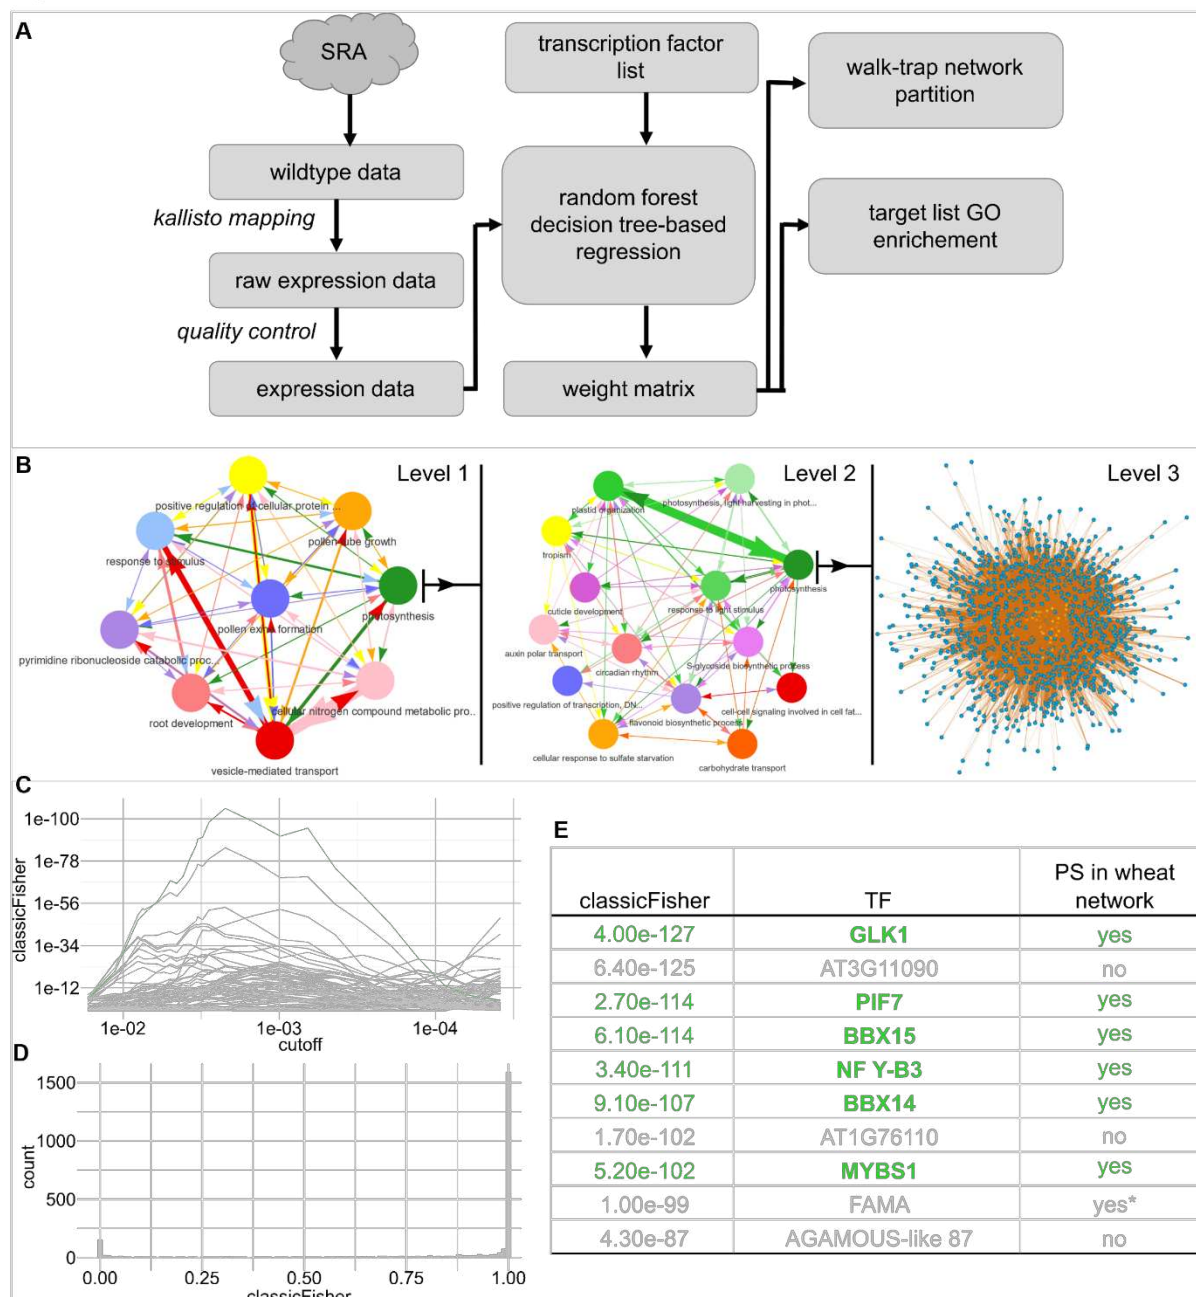 A
SRA
wildtype data
kallisto mapping
raw expression data
quality control
expression data
transcription factor
list
random forest
decision tree-based
regression
weight matrix
walk-trap network
partition
target list GO
enrichement
B
Level 1
positive regulation of cellular protein ...
pollen tube growth
response to stimulus
photosynthesis
pollen exine formation
pyrimidine ribonucleoside catabolic proc...
cellular nitrogen compound metabolic pro...
root development
vesicle-mediated transport
Level 2
photosynthesis, light harvesting in phot...
plastid organization
tropism
photosynthesis
cuticle development
response to light stimulus
auxin polar transport
circadian rhythm
S-glycoside biosynthetic process
positive regulation of transcription, DN...
flavonoid biosynthetic process
cell-cell signaling involved in cell fat...
cellular response to sulfate starvation
carbohydrate transport
Level 3
C
classicFisher
1e-100
1e-78
1e-56
1e-34
1e-12
1e-02 1e-03 1e-04
cutoff
D
count
1500
1000
500
0
0.00 0.25 0.50 0.75 1.00
classicFisher
E
classicFisher TF PS in wheat
network
4.00e-127 GLK1 yes
6.40e-125 AT3G11090 no
2.70e-114 PIF7 yes
6.10e-114 BBX15 yes
3.40e-111 NF Y-B3 yes
9.10e-107 BBX14 yes
1.70e-102 AT1G76110 no
5.20e-102 MYBS1 yes
1.00e-99 FAMA yes*
4.30e-87 AGAMOUS-like 87 no